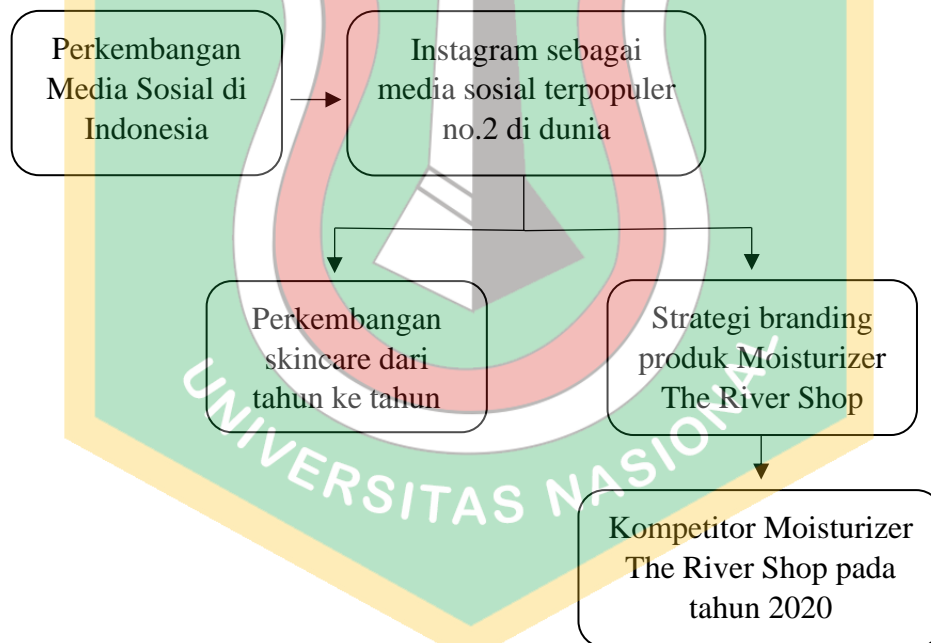 Perkembangan
Media Sosial di
Indonesia
Instagram sebagai
media sosial terpopuler
no.2 di dunia
Perkembangan
skincare dari
tahun ke tahun
Strategi branding
produk Moisturizer
The River Shop
Kompetitor Moisturizer
The River Shop pada
tahun 2020
UNIVERSITAS NASIONAL